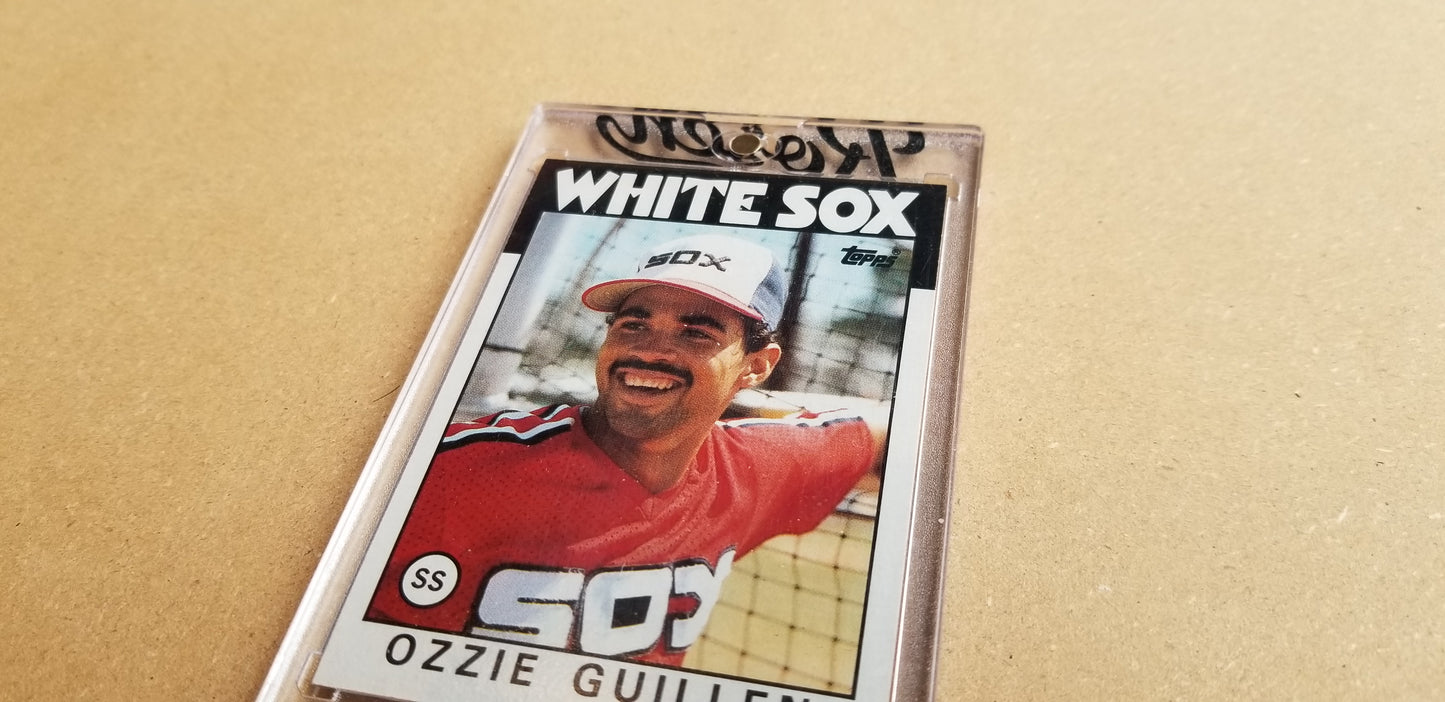 WHITE SOX
topps®
SOX
SS
SOX
OZZIE GUILLEN